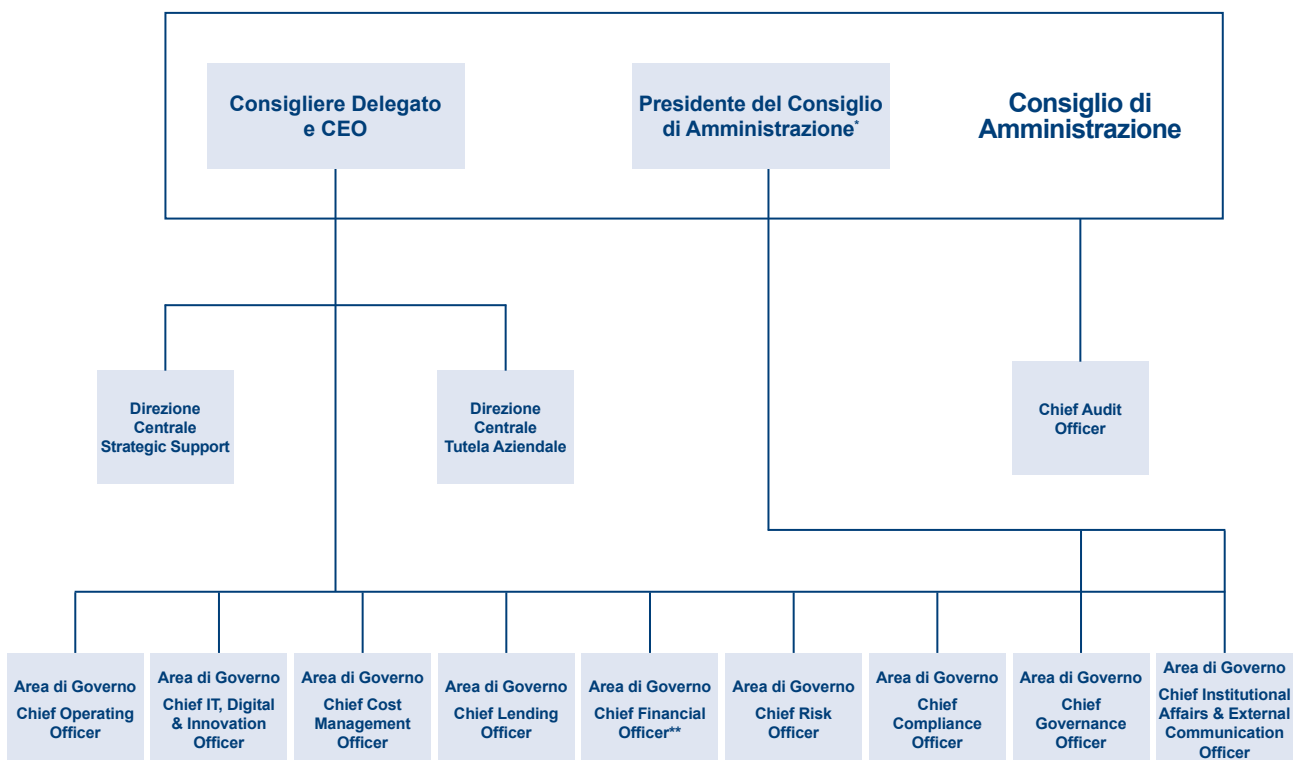 Consigliere Delegato
e CEO
Presidente del Consiglio
di Amministrazione*
Consiglio di
Amministrazione
Direzione
Centrale
Strategic Support
Direzione
Centrale
Tutela Aziendale
Chief Audit
Officer
Area di Governo
Chief Operating
Officer
Area di Governo
Chief IT, Digital
& Innovation
Officer
Area di Governo
Chief Cost
Management
Officer
Area di Governo
Chief Lending
Officer
Area di Governo
Chief Financial
Officer**
Area di Governo
Chief Risk
Officer
Area di Governo
Chief
Compliance
Officer
Area di Governo
Chief
Governance
Officer
Area di Governo
Chief Institutional
Affairs & External
Communication
Officer